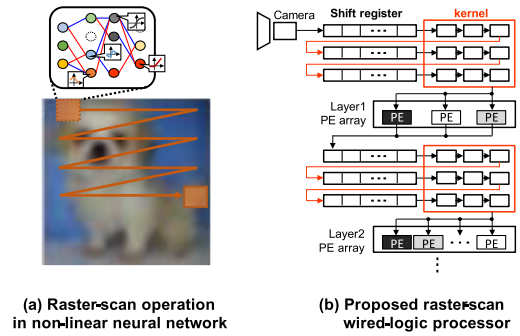 Camera
Shift register
kernel
Layer1
PE array
PE
PE
PE
Layer2
PE array
PE
PE
PE
(a) Raster-scan operation
in non-linear neural network
(b) Proposed raster-scan
wired-logic processor